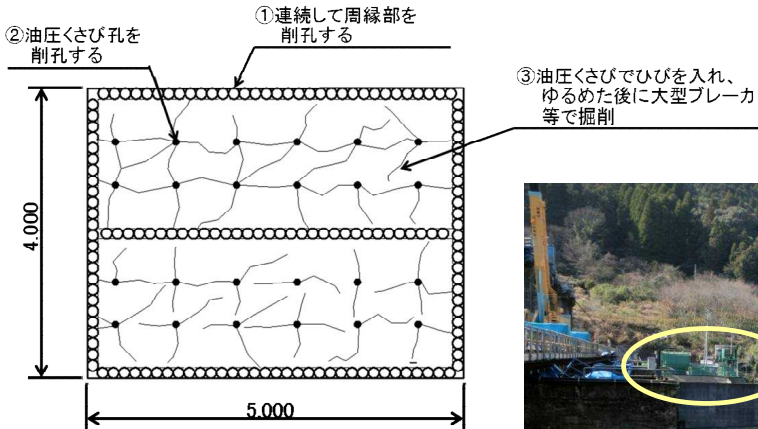 ①連続して周縁部を
削孔する
②油圧くさび孔を
削孔する
③油圧くさびでひびを入れ、
ゆるめた後に大型ブレーカ
等で掘削
4.000
5.000